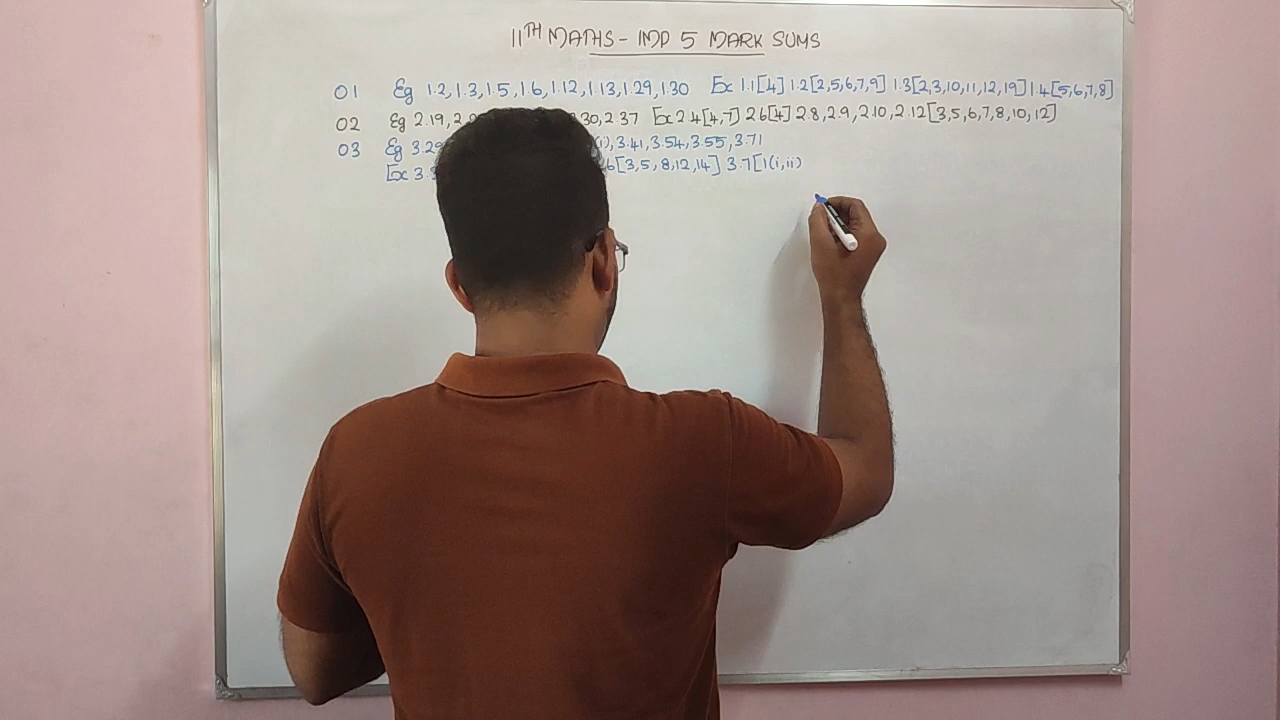 11TH MATHS - IMP 5 MARK SUMS
01 Eg 1.2, 1.3, 1.5, 1.6, 1.12, 1.13, 1.29, 1.30 Ex 1.1[4] 1.2[2,5,6,7,9] 1.3[2,3,10,11,12,19] 1.4[5,6,7,8]
02 Eg 2.19, 2.37 Ex 2.4[4,7] 2.6[4] 2.8, 2.9, 2.10, 2.12[3,5,6,7,8,10,12]
03 Eg 3.29 3.41, 3.54, 3.55, 3.71
Ex [3,5,8,12,14] 3.7[1(i,ii)